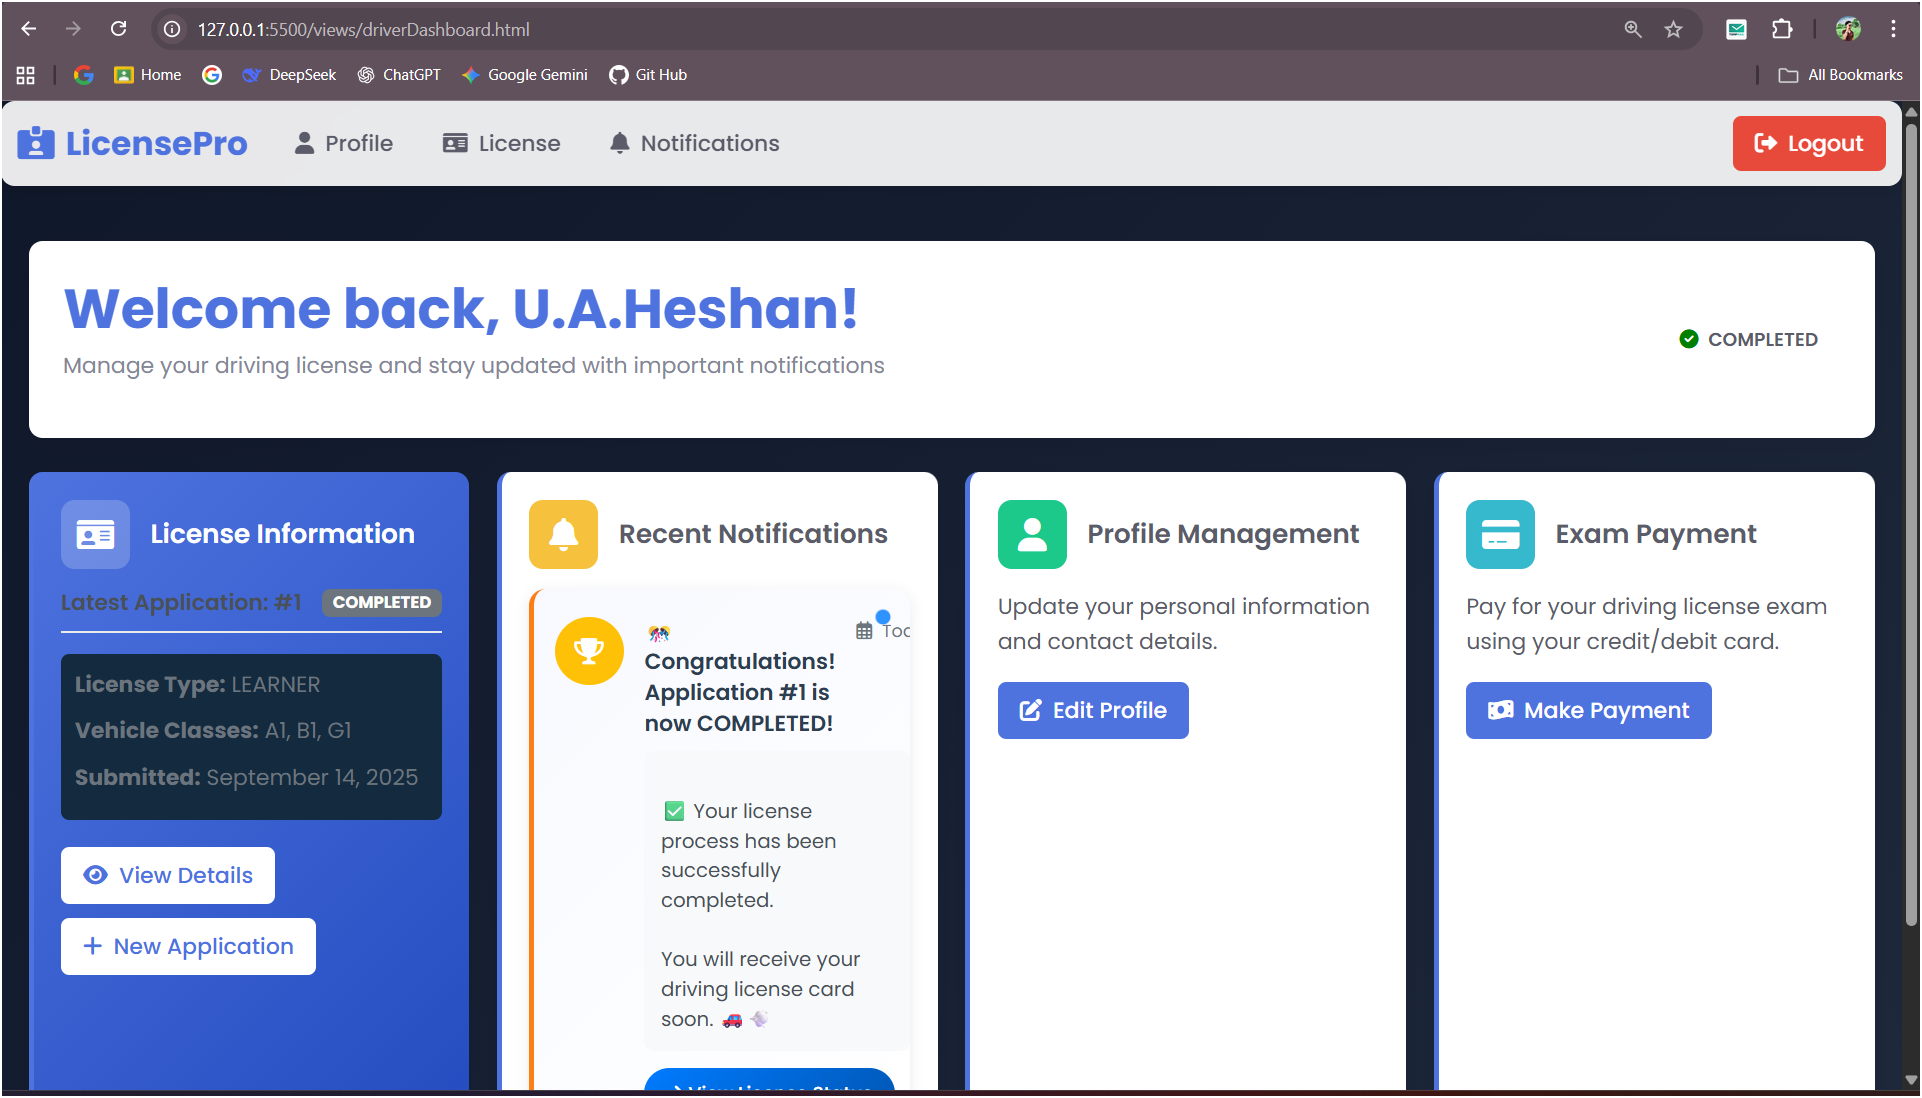 127.0.0.1:5500/views/driverDashboard.html
Home
DeepSeek
ChatGPT
Google Gemini
Git Hub
All Bookmarks
LicensePro
Profile
License
Notifications
Logout
Welcome back, U.A.Heshan!
Manage your driving license and stay updated with important notifications
COMPLETED
License Information
Latest Application: #1 COMPLETED
License Type: LEARNER
Vehicle Classes: A1, B1, G1
Submitted: September 14, 2025
View Details
New Application
Recent Notifications
Congratulations!
Application #1 is
now COMPLETED!
✅ Your license
process has been
successfully
completed.
You will receive your
driving license card
soon. 🚗💨
View License Status
Profile Management
Update your personal information
and contact details.
Edit Profile
Exam Payment
Pay for your driving license exam
using your credit/debit card.
Make Payment